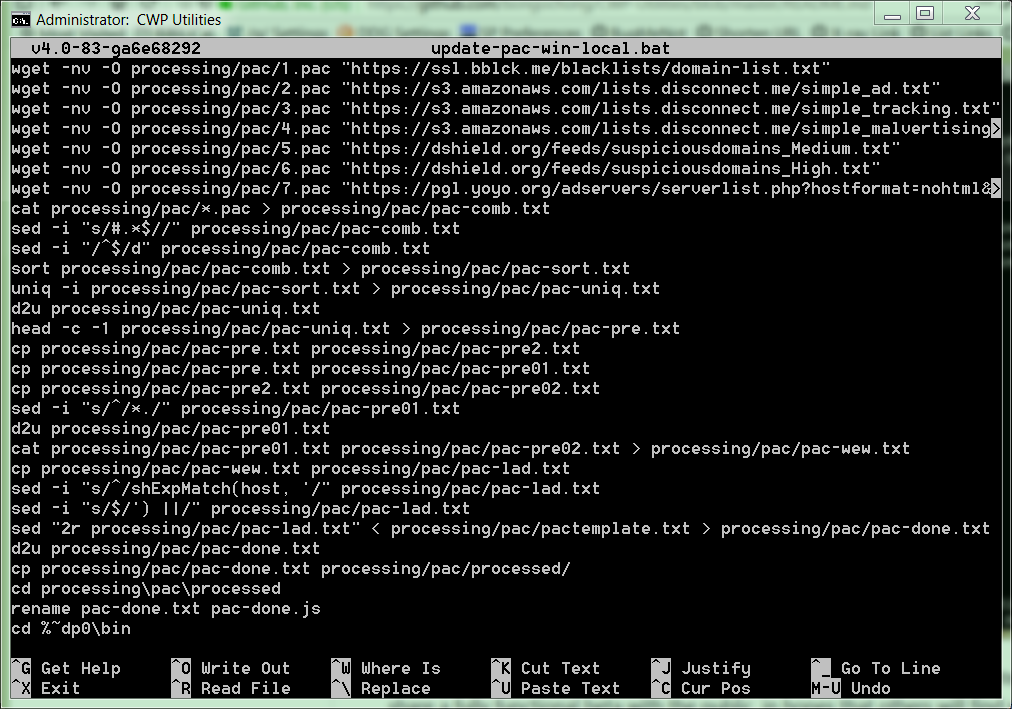 Administrator: CWP Utilities
v4.0-83-ga6e68292 update-pac-win-local.bat
wget -nv -O processing/pac/1.pac "https://ssl.bblck.me/blacklists/domain-list.txt"
wget -nv -O processing/pac/2.pac "https://s3.amazonaws.com/lists.disconnect.me/simple_ad.txt"
wget -nv -O processing/pac/3.pac "https://s3.amazonaws.com/lists.disconnect.me/simple_tracking.txt"
wget -nv -O processing/pac/4.pac "https://s3.amazonaws.com/lists.disconnect.me/simple_malvertising>
wget -nv -O processing/pac/5.pac "https://dshield.org/feeds/suspiciousdomains_Medium.txt"
wget -nv -O processing/pac/6.pac "https://dshield.org/feeds/suspiciousdomains_High.txt"
wget -nv -O processing/pac/7.pac "https://pgl.yoyo.org/adservers/serverlist.php?hostformat=nohtml&>
cat processing/pac/*.pac > processing/pac/pac-comb.txt
sed -i "s/#.*$//" processing/pac/pac-comb.txt
sed -i "/^$/d" processing/pac/pac-comb.txt
sort processing/pac/pac-comb.txt > processing/pac/pac-sort.txt
uniq -i processing/pac/pac-sort.txt > processing/pac/pac-uniq.txt
d2u processing/pac/pac-uniq.txt
head -c -1 processing/pac/pac-uniq.txt > processing/pac/pac-pre.txt
cp processing/pac/pac-pre.txt processing/pac/pac-pre2.txt
cp processing/pac/pac-pre.txt processing/pac/pac-pre01.txt
cp processing/pac/pac-pre2.txt processing/pac/pac-pre02.txt
sed -i "s/^/*./" processing/pac/pac-pre01.txt
d2u processing/pac/pac-pre01.txt
cat processing/pac/pac-pre01.txt processing/pac/pac-pre02.txt > processing/pac/pac-wew.txt
cp processing/pac/pac-wew.txt processing/pac/pac-lad.txt
sed -i "s/^/shExpMatch(host, '/" processing/pac/pac-lad.txt
sed -i "s/$/') ||/" processing/pac/pac-lad.txt
sed "2r processing/pac/pac-lad.txt" < processing/pac/pactemplate.txt > processing/pac/pac-done.txt
d2u processing/pac/pac-done.txt
cp processing/pac/pac-done.txt processing/pac/processed/
cd processing\pac\processed
rename pac-done.txt pac-done.js
cd %~dp0\bin
^G Get Help ^O Write Out ^W Where Is ^K Cut Text ^J Justify ^_ Go To Line
^X Exit ^R Read File ^\ Replace ^U Paste Text ^C Cur Pos M-U Undo